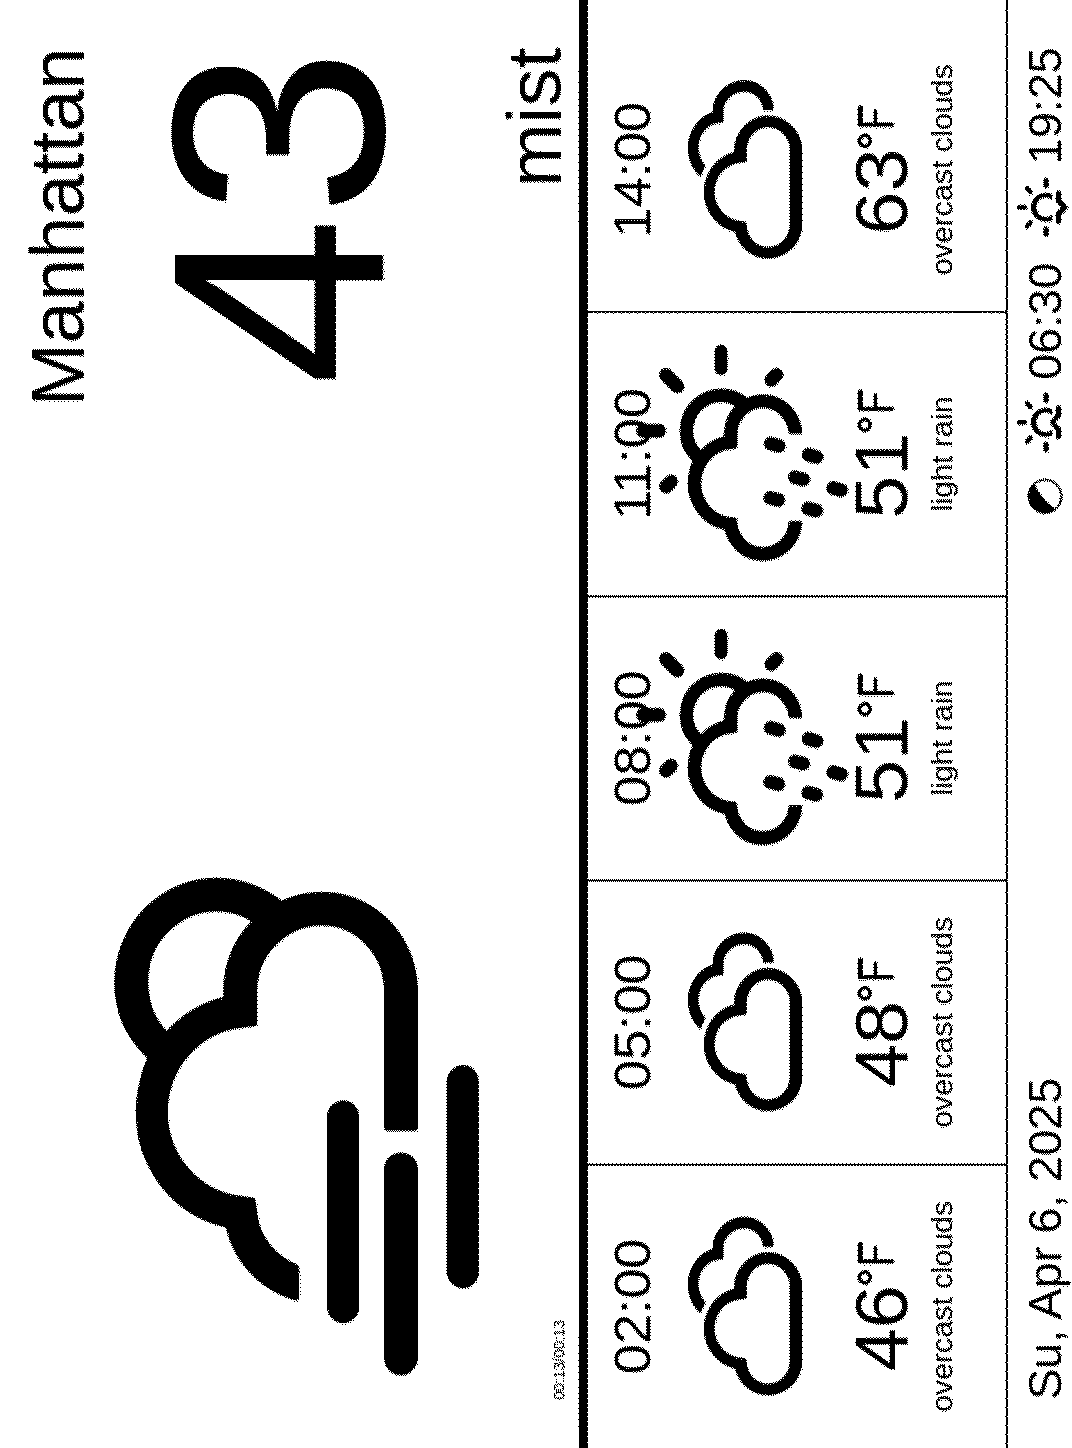 Manhattan
43
mist
00:13/00:13
02:00 05:00 08:00 11:00 14:00
46°F 48°F 51°F 51°F 63°F
overcast clouds overcast clouds light rain light rain overcast clouds
Su, Apr 6, 2025 06:30 19:25